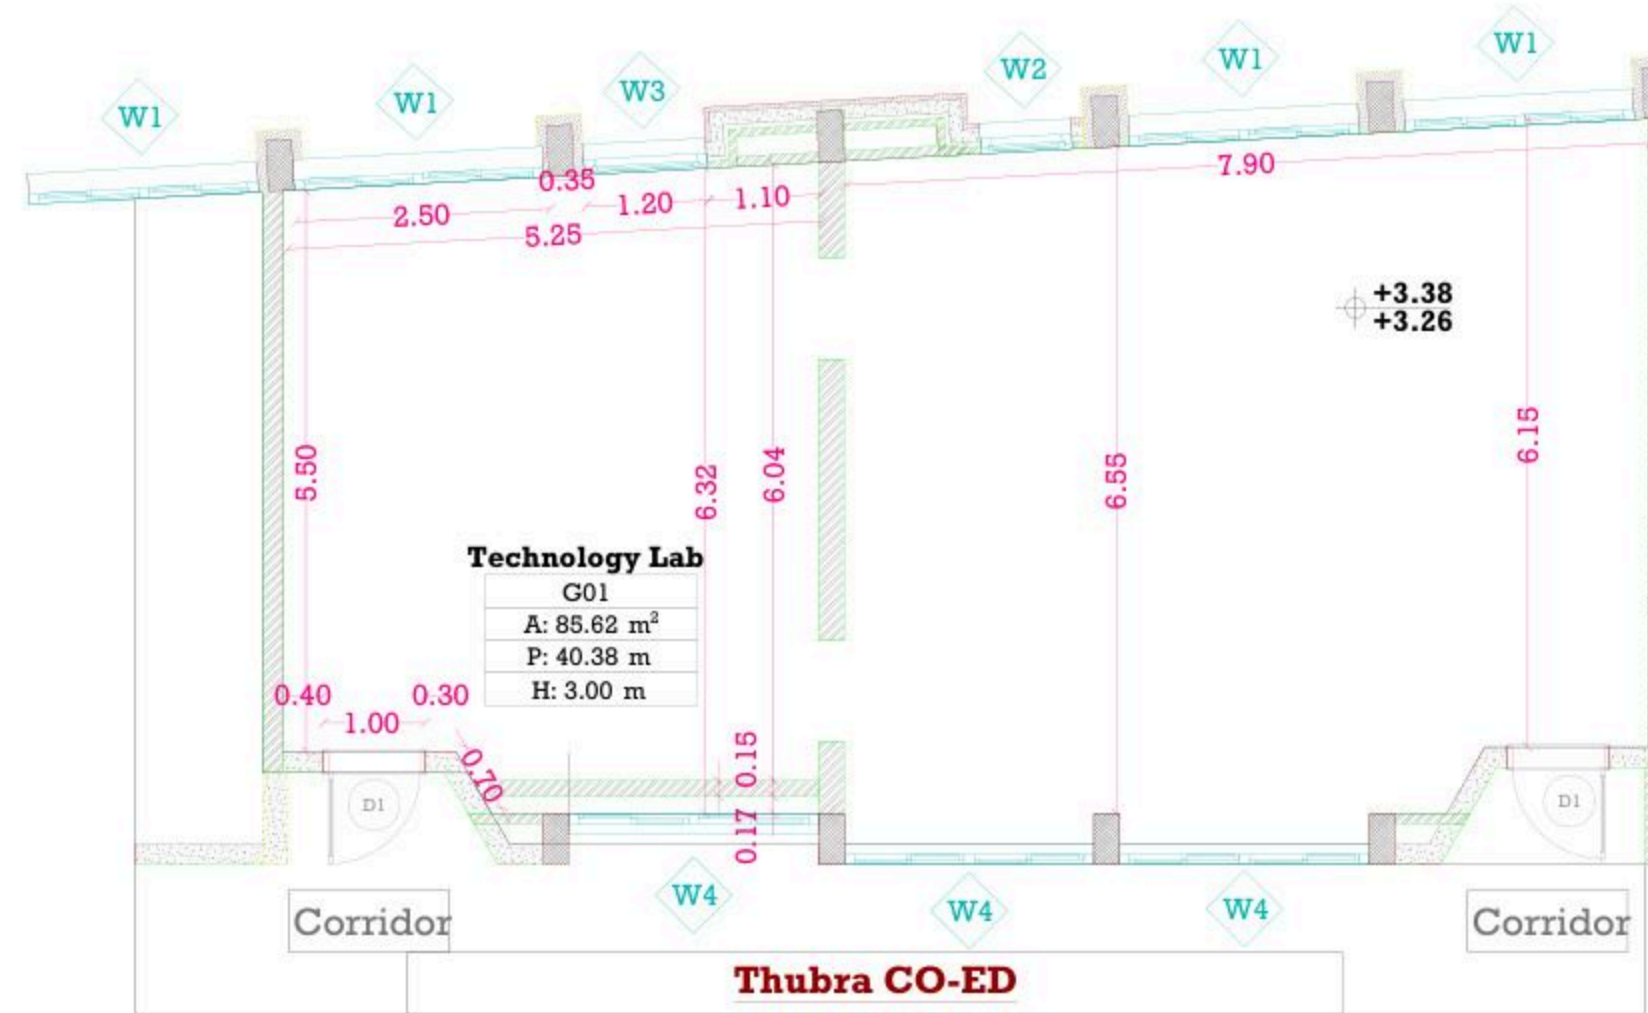 W1
W1
W3
W2
W1
W1
0.35
2.50
1.20
1.10
7.90
5.25
+3.38
+3.26
5.50
6.32
6.04
6.55
6.15
Technology Lab
G01
A: 85.62 m²
P: 40.38 m
H: 3.00 m
0.40
0.30
1.00
0.70
0.15
0.17
D1
D1
W4
W4
W4
Corridor
Corridor
Thubra CO-ED